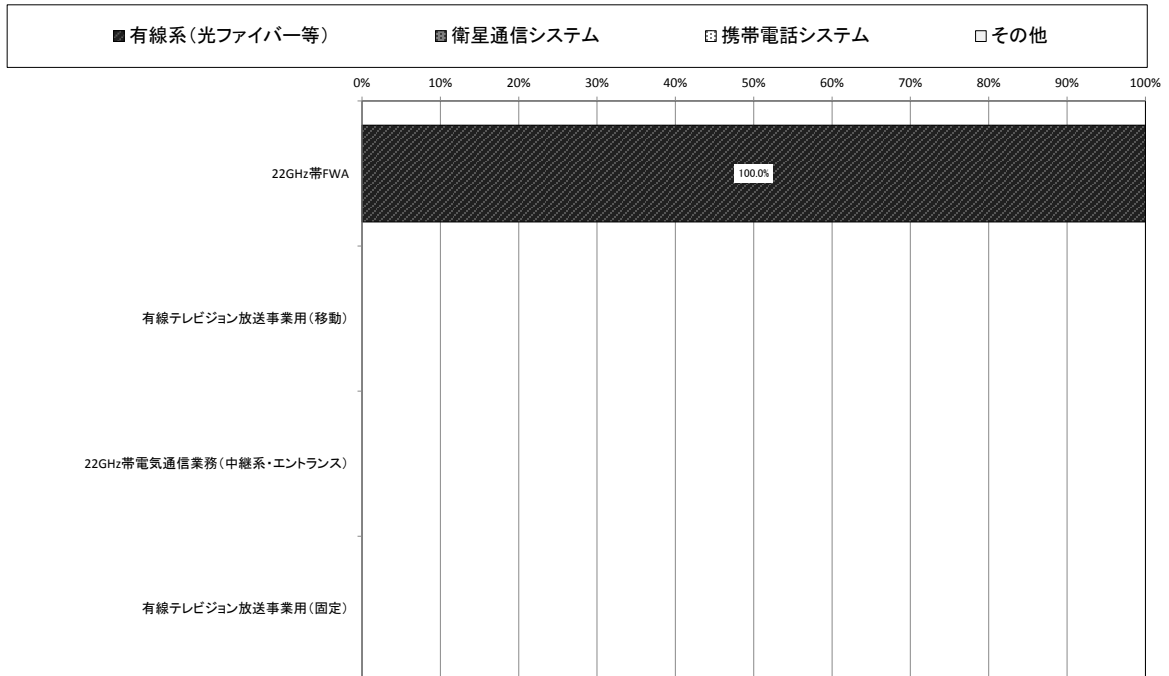 有線系(光ファイバー等) 衛星通信システム 携帯電話システム その他
0% 10% 20% 30% 40% 50% 60% 70% 80% 90% 100%
22GHz帯FWA
100.0%
有線テレビジョン放送事業用(移動)
22GHz帯電気通信業務(中継系・エントランス)
有線テレビジョン放送事業用(固定)